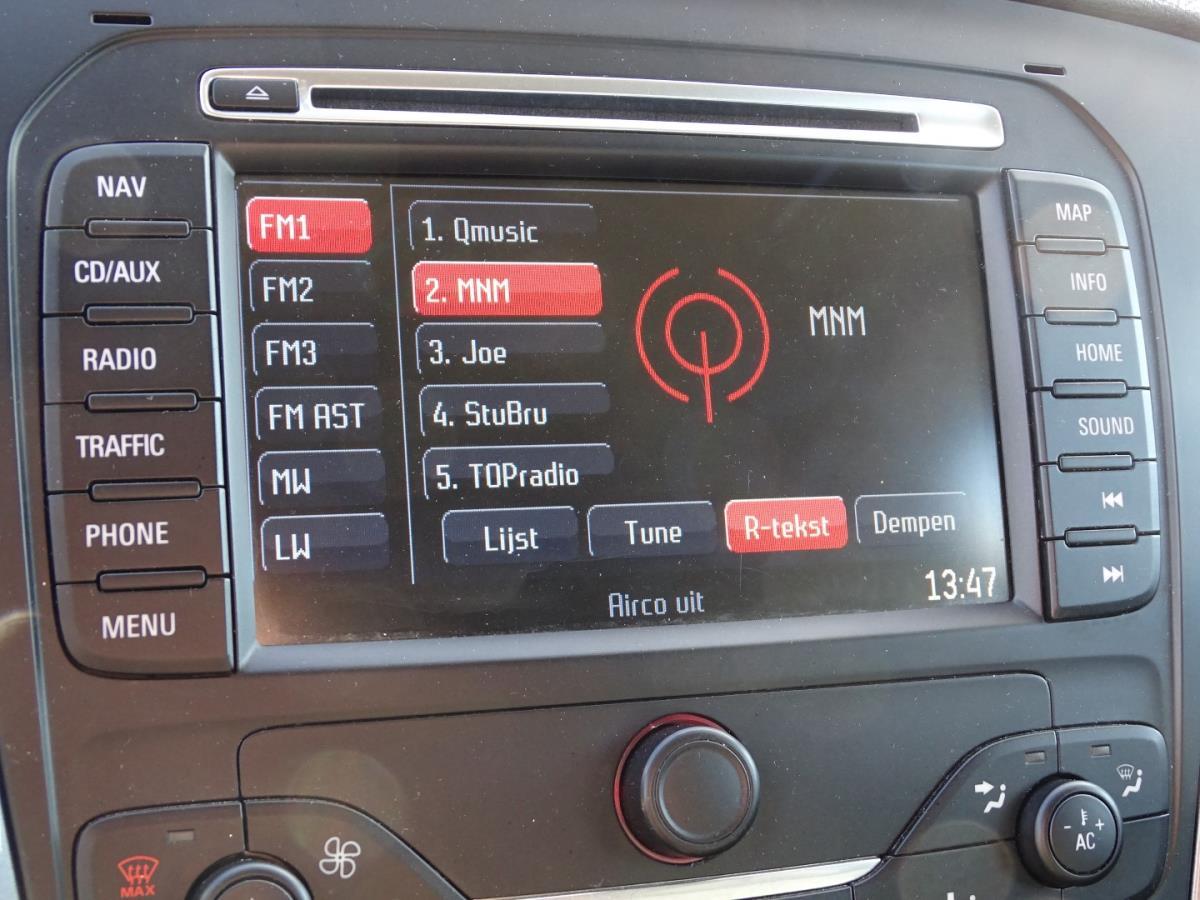 NAV
CD/AUX
RADIO
TRAFFIC
PHONE
MENU
FM1
FM2
FM3
FM AST
MW
LW
1. Qmusic
2. MNM
3. Joe
4. StuBru
5. TOPradio
MNM
Lijst
Tune
R-tekst
Dempen
Airco uit
13:47
MAP
INFO
HOME
SOUND
MAX
- +
AC